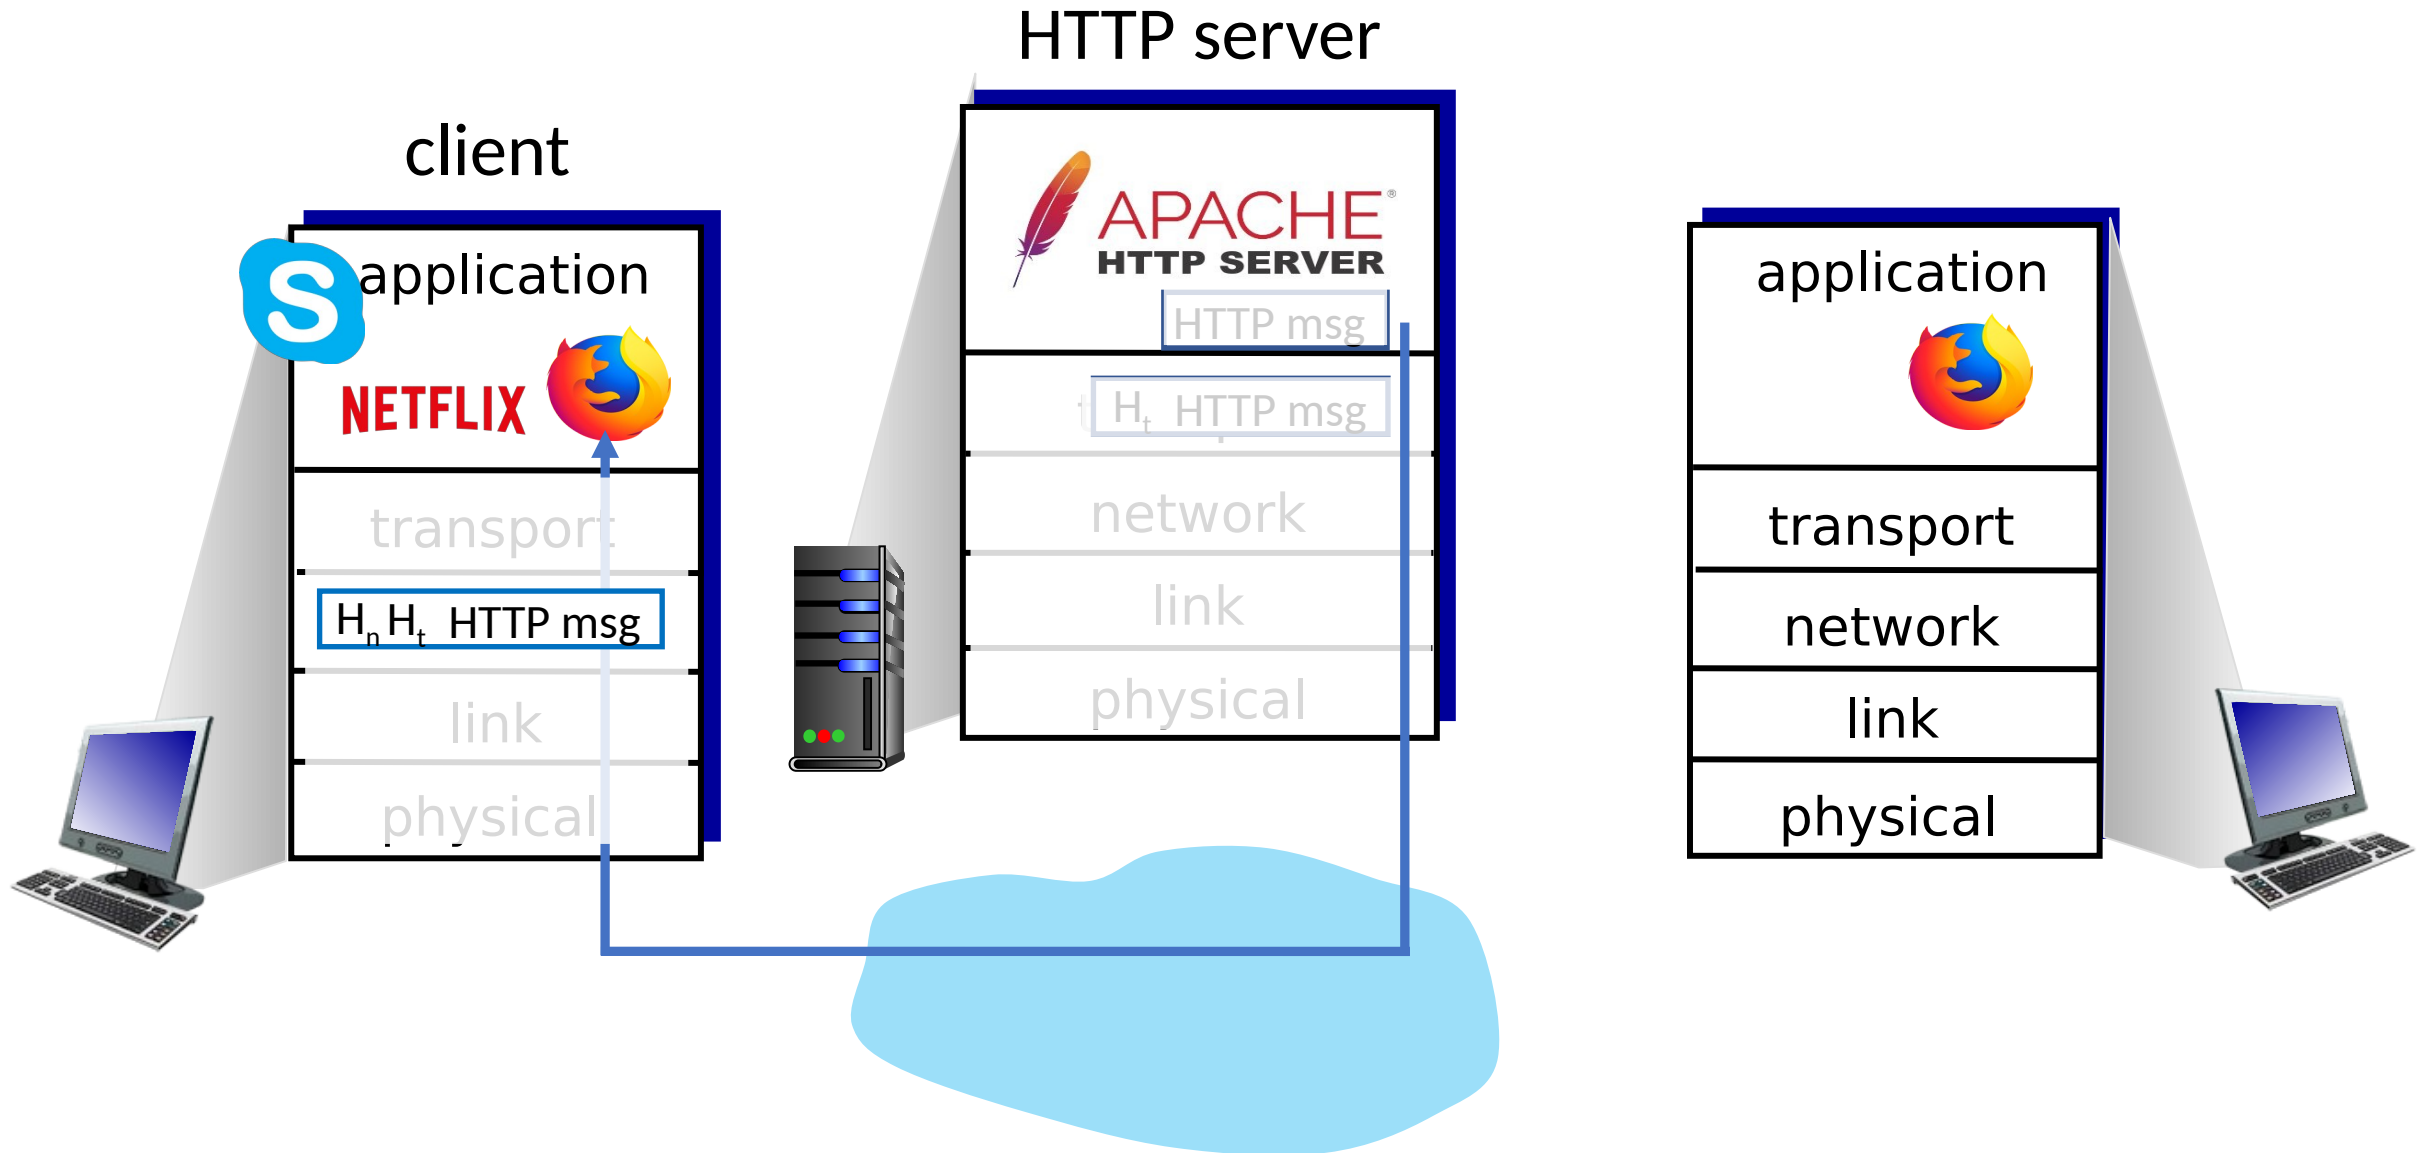 HTTP server
client
APACHE®
HTTP SERVER
HTTP msg
Ht HTTP msg
network
link
physical
S
application
NETFLIX
transport
Hn Ht HTTP msg
link
physical
application
transport
network
link
physical